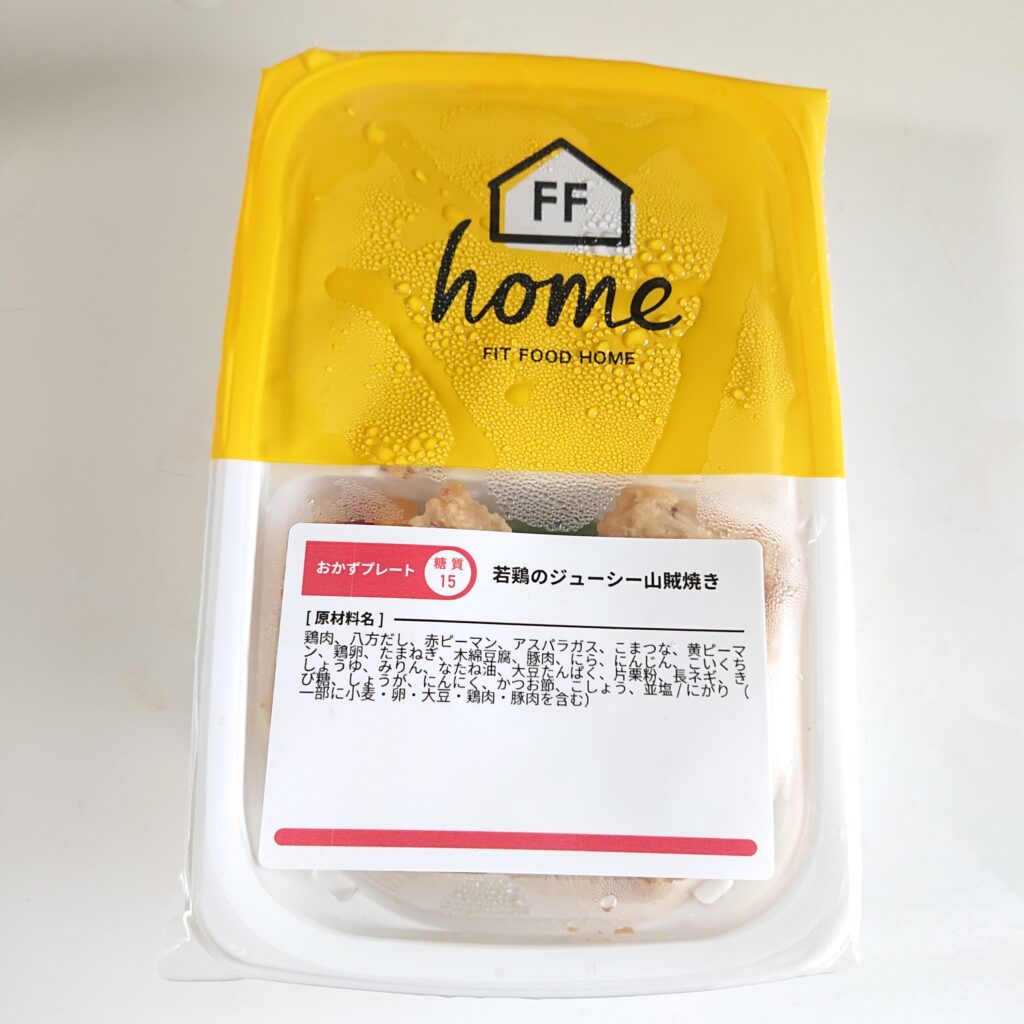 FF
home
FIT FOOD HOME
おかずプレート
糖質
15
若鶏のジューシー山賊焼き
[ 原材料名 ]
鶏肉、八方だし、赤ピーマン、アスパラガス、こまつな、黄ピーマ
ン、鶏卵、たまねぎ、木綿豆腐、豚肉、にら、にんじん、こいくち
しょうゆ、みりん、なたね油、大豆たんぱく、片栗粉、長ネギ、き
び糖、しょうが、にんにく、かつお節、こしょう、並塩 / にがり（
一部に小麦・卵・大豆・鶏肉・豚肉を含む）